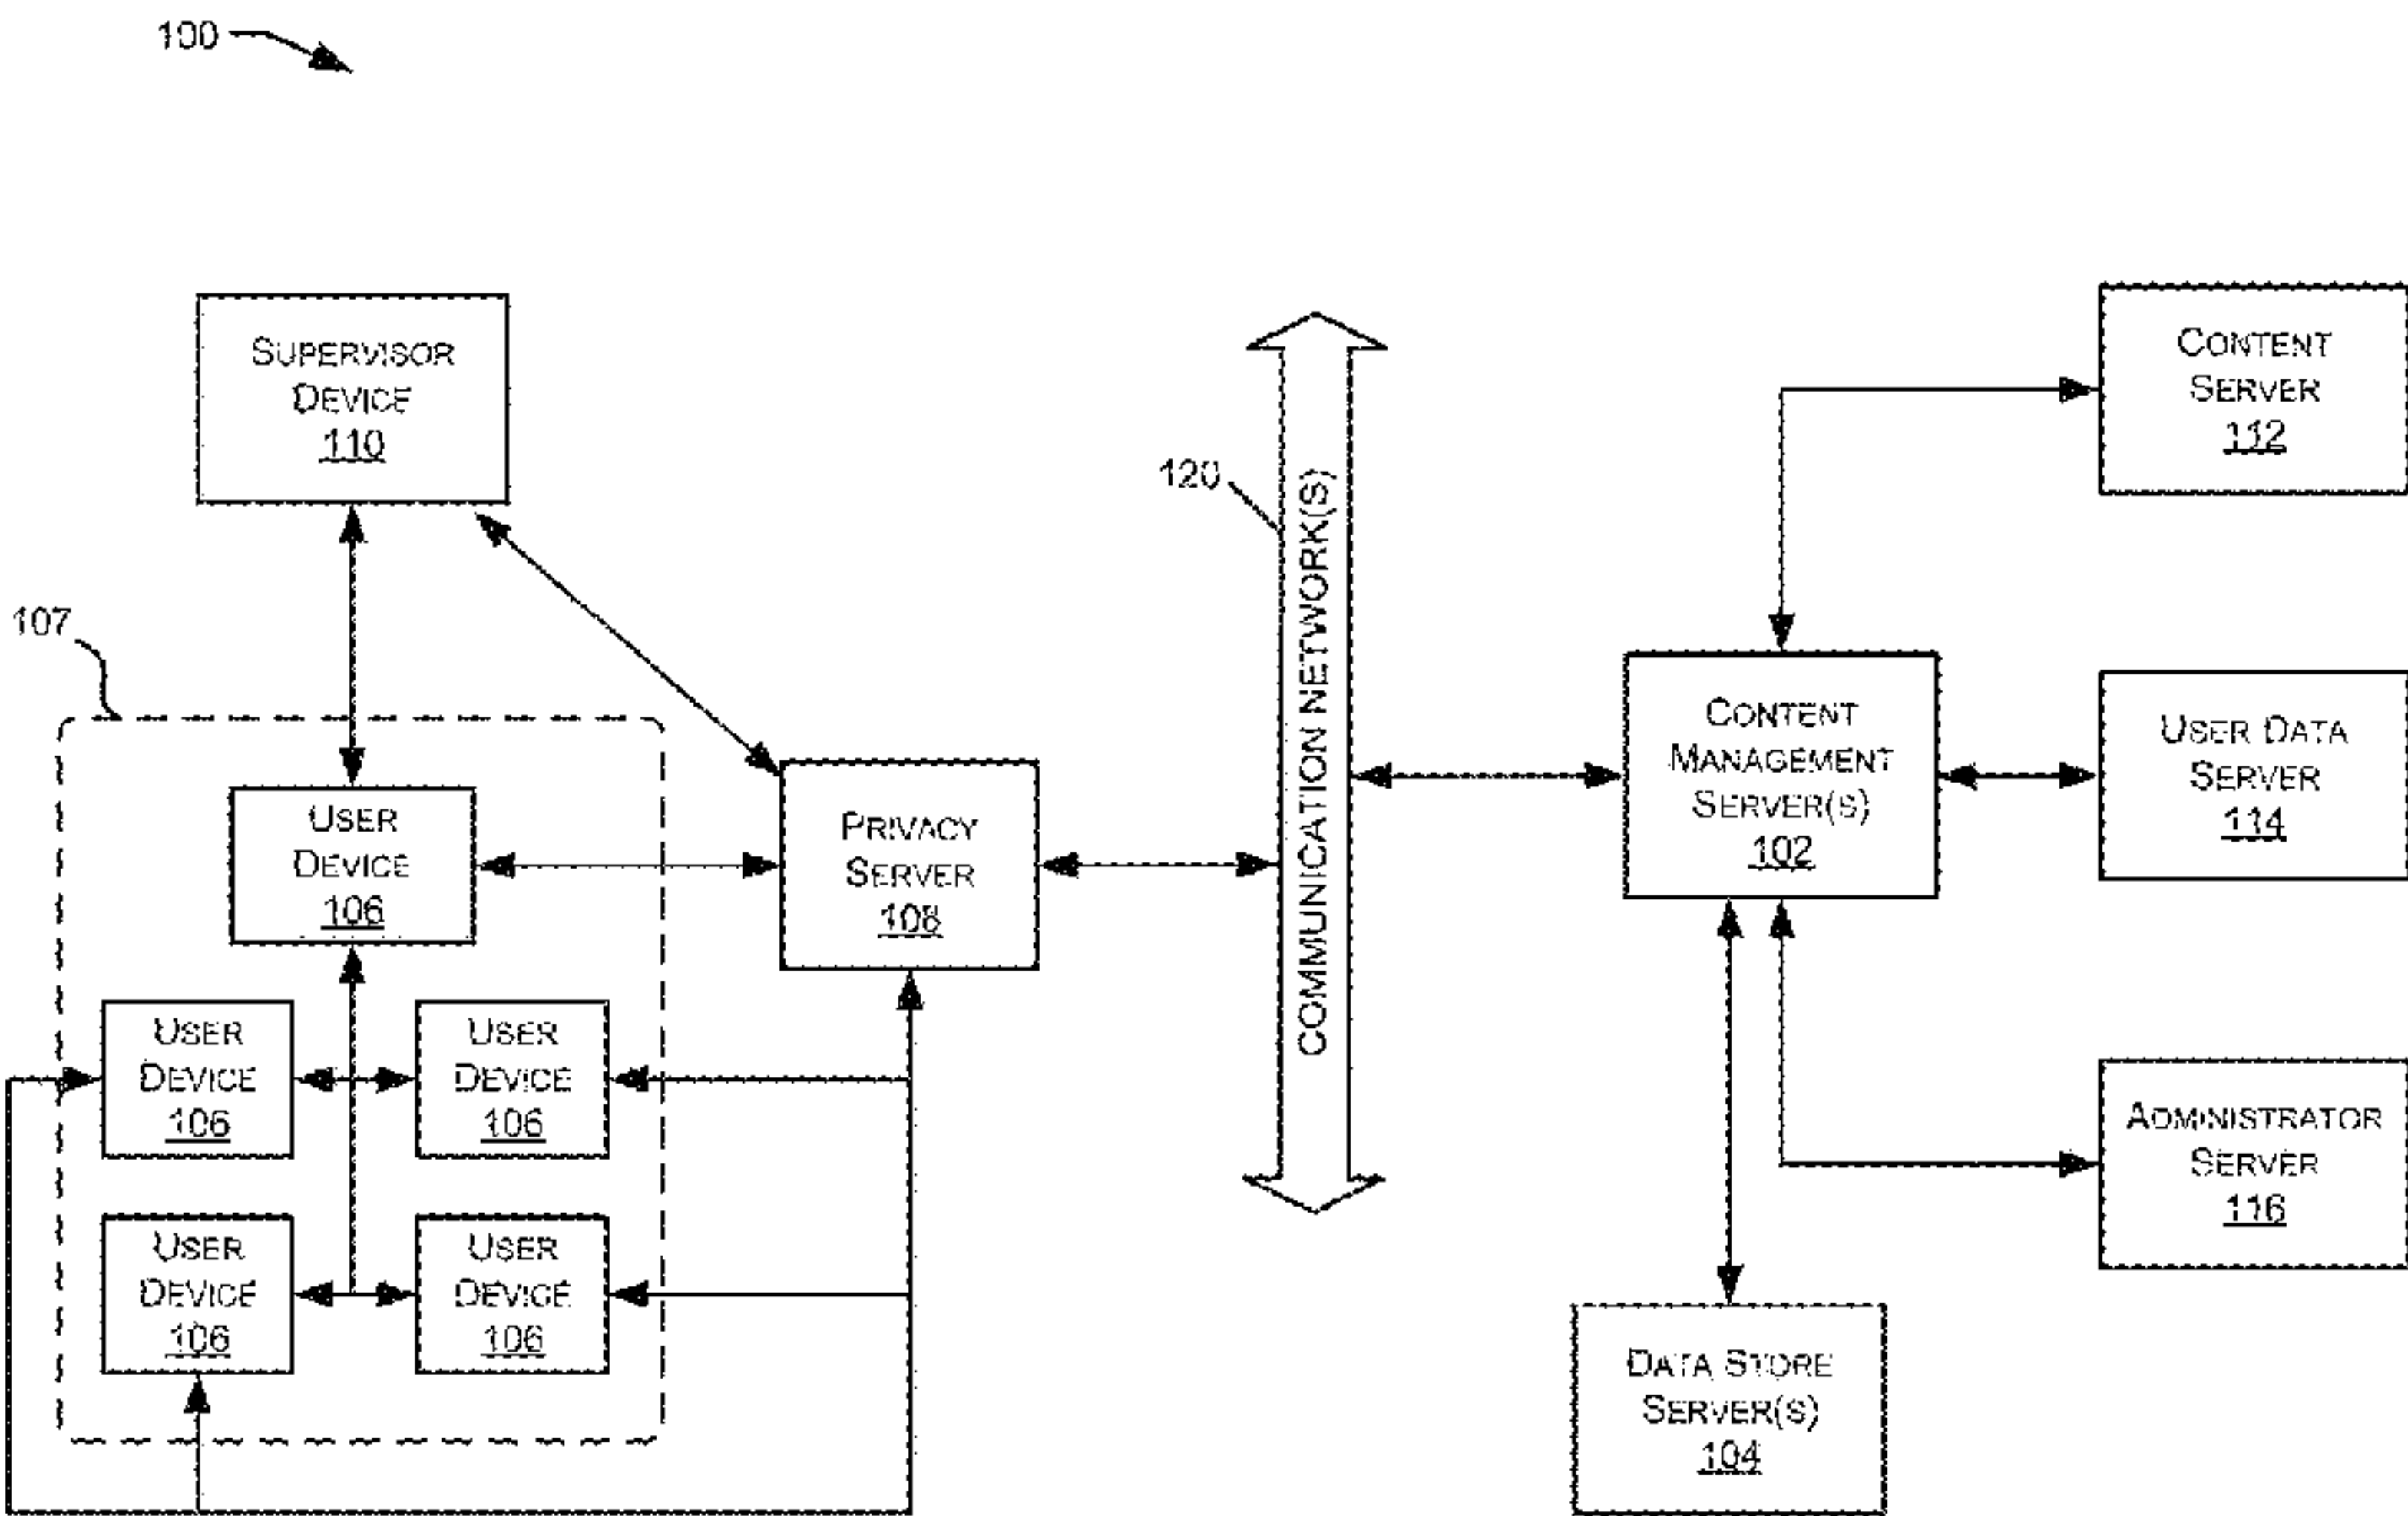 100
SUPERVISOR
DEVICE
110
107
USER
DEVICE
106
USER
DEVICE
106
USER
DEVICE
106
USER
DEVICE
106
USER
DEVICE
106
PRIVACY
SERVER
108
120
COMMUNICATION NETWORK(S)
CONTENT
MANAGEMENT
SERVER(S)
102
CONTENT
SERVER
112
USER DATA
SERVER
114
ADMINISTRATOR
SERVER
116
DATA STORE
SERVER(S)
104